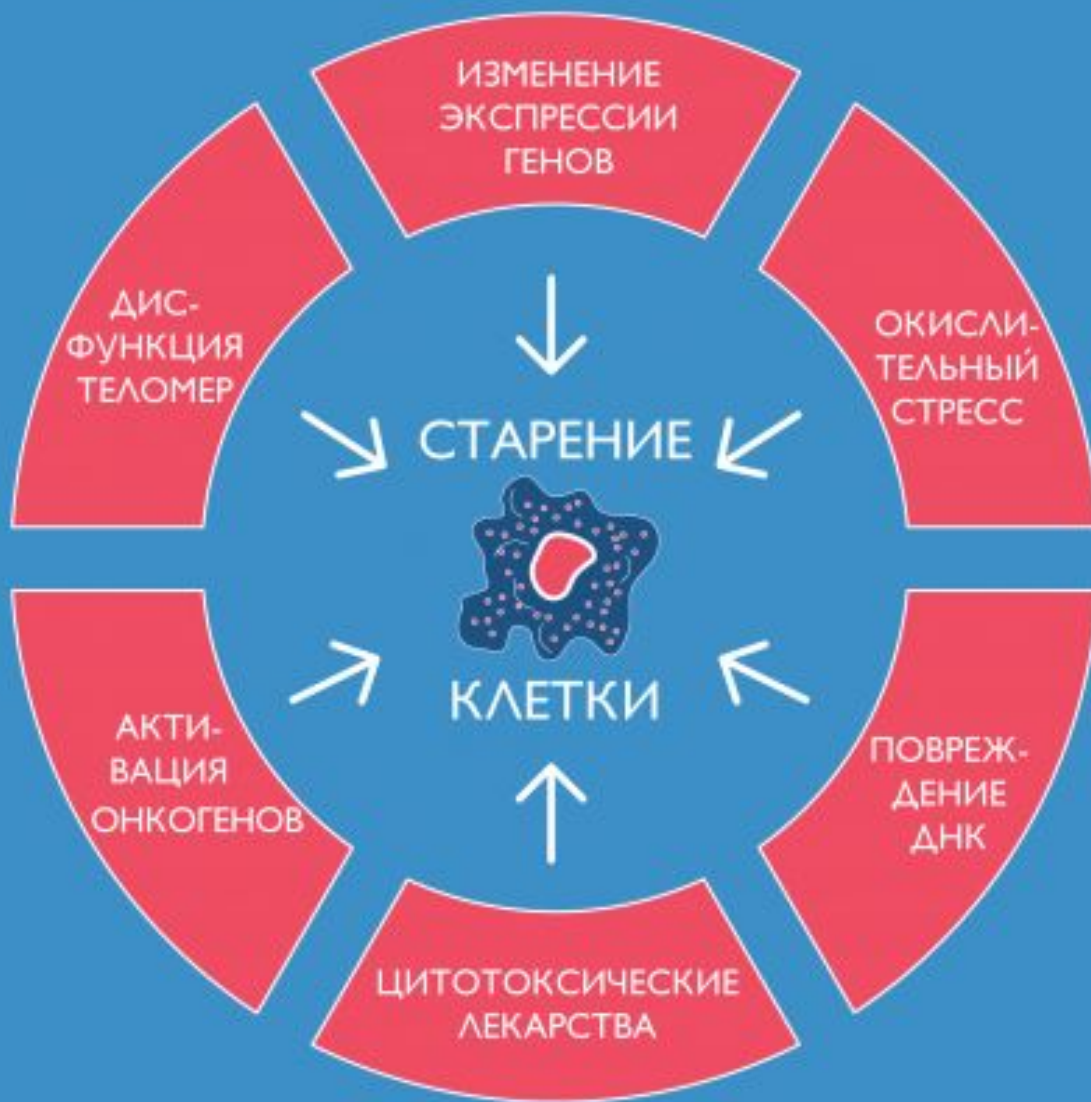 ИЗМЕНЕНИЕ
ЭКСПРЕССИИ
ГЕНОВ
ДИС-
ФУНКЦИЯ
ТЕЛОМЕР
ОКИСЛИ-
ТЕЛЬНЫЙ
СТРЕСС
СТАРЕНИЕ
КЛЕТКИ
АКТИ-
ВАЦИЯ
ОНКОГЕНОВ
ПОВРЕЖ-
ДЕНИЕ
ДНК
ЦИТОТОКСИЧЕСКИЕ
ЛЕКАРСТВА